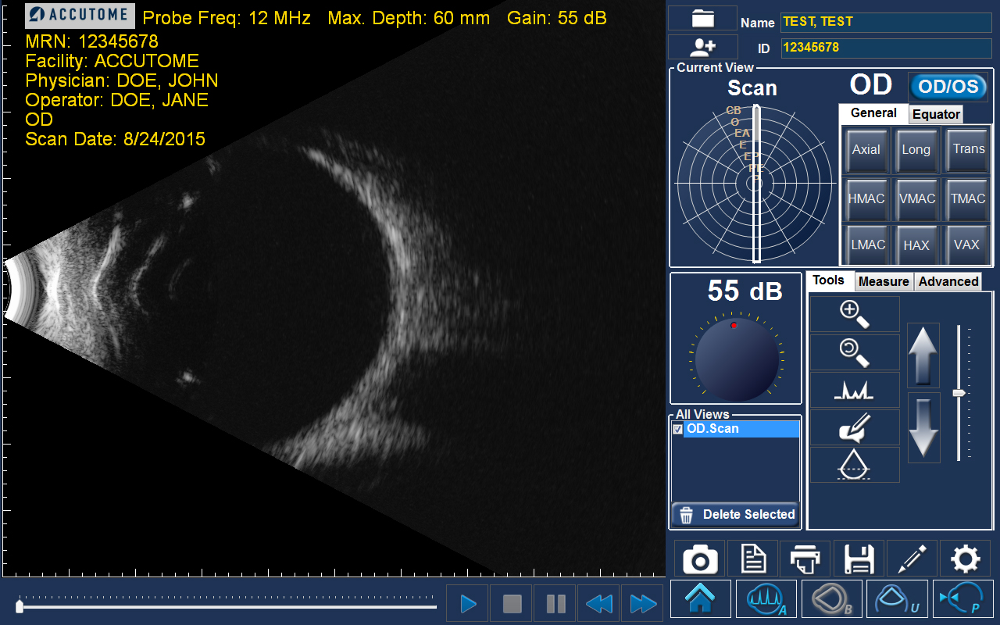 ACCUTOME Probe Freq: 12 MHz Max. Depth: 60 mm Gain: 55 dB
MRN: 12345678
Facility: ACCUTOME
Physician: DOE, JOHN
Operator: DOE, JANE
OD
Scan Date: 8/24/2015
Name TEST, TEST
ID 12345678
Current View
Scan OD OD/OS
CB
O
EA
E
EP
PE
P
General Equator
Axial Long Trans
HMAC VMAC TMAC
LMAC HAX VAX
55 dB
Tools Measure Advanced
All Views
OD.Scan
Delete Selected
A B U P